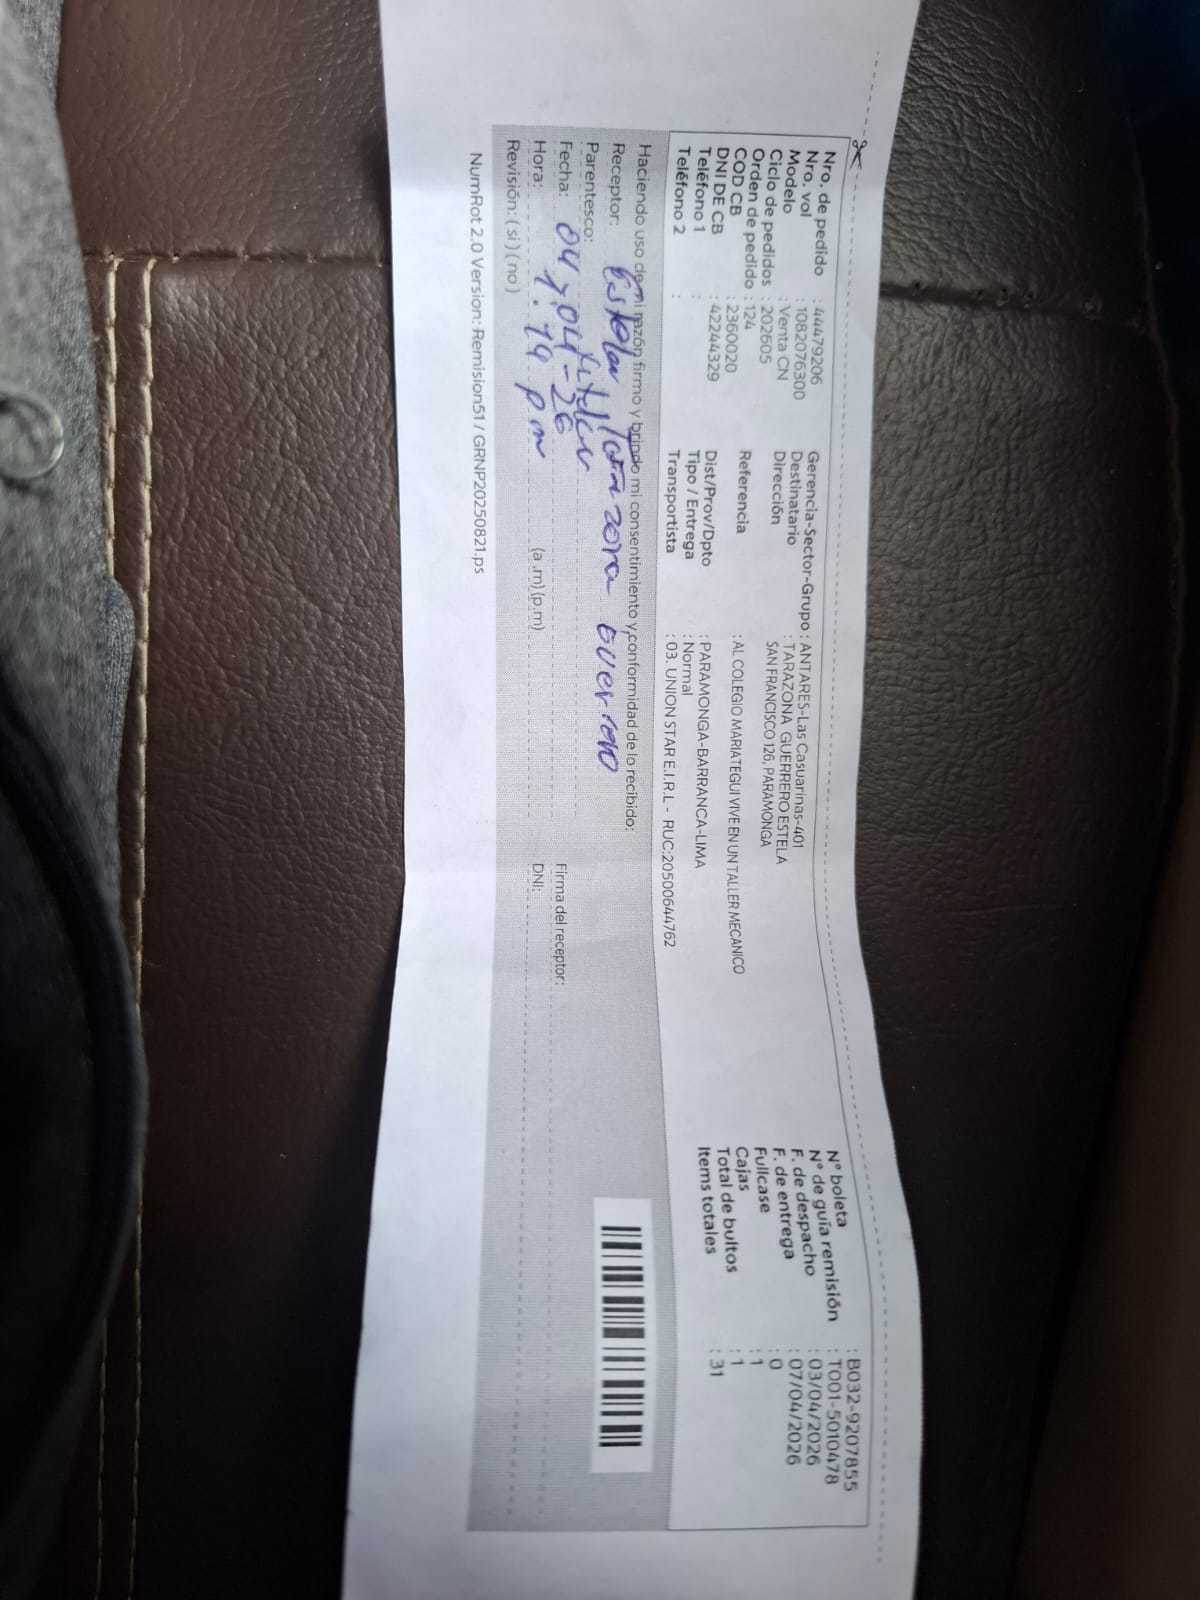 Nro. de pedido : 44479206
Nro. vol : 1082076300
Modelo : Venta CN
Ciclo de pedidos : 202605
Orden de pedido : 124
COD CB : 2360020
DNI DE CB : 42244329
Teléfono 1 :
Teléfono 2 :
Gerencia-Sector-Grupo : ANTARES-Las Casuarinas-401
Destinatario : TARAZONA GUERRERO ESTELA
Dirección SAN FRANCISCO 126, PARAMONGA
Referencia : AL COLEGIO MARIATEGUI VIVE EN UN TALLER MECANICO
Dist/Prov/Dpto : PARAMONGA-BARRANCA-LIMA
Tipo / Entrega : Normal
Transportista : 03. UNION STAR E.I.R.L - RUC:20500644762
N° boleta : B032-9207855
N° de guía remisión : T001-5010478
F. de despacho : 03/04/2026
F. de entrega : 07/04/2026
Fullcase : 0
Cajas : 1
Total de bultos : 1
Items totales : 31
Haciendo uso de mi razón firmo y brindo mi consentimiento y conformidad de lo recibido:
Receptor: Estela Tarazona Guerrero
Parentesco:
Fecha: 04-04-26
Hora: 1.19 pm (a.m) (p.m)
Revisión: ( si ) ( no )
Firma del receptor:
DNI:
NumRot 2.0 Version: Remision51 / GRNP20250821.ps